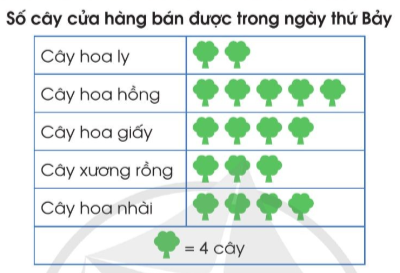 Số cây cửa hàng bán được trong ngày thứ Bảy
Cây hoa ly
Cây hoa hồng
Cây hoa giấy
Cây xương rồng
Cây hoa nhài
= 4 cây